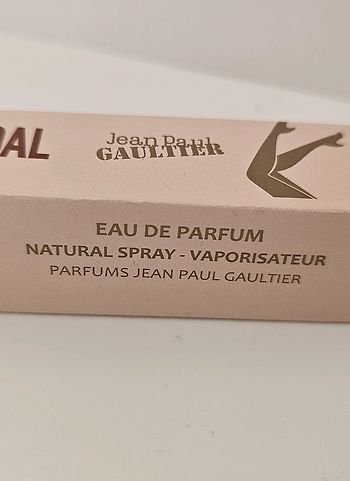 DAL
Jean Paul
GAULTIER
EAU DE PARFUM
NATURAL SPRAY - VAPORISATEUR
PARFUMS JEAN PAUL GAULTIER